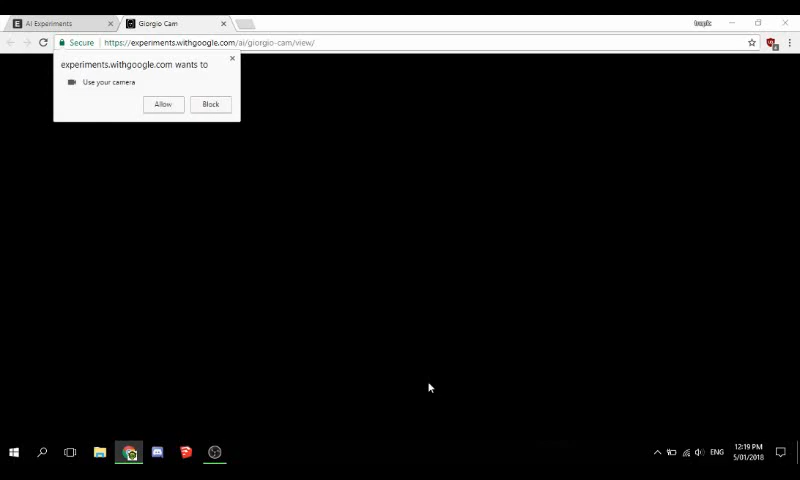 AI Experiments
Giorgio Cam
Secure
https://experiments.withgoogle.com/ai/giorgio-cam/view/
experiments.withgoogle.com wants to
Use your camera
Allow
Block
ENG
12:19 PM
5/01/2018